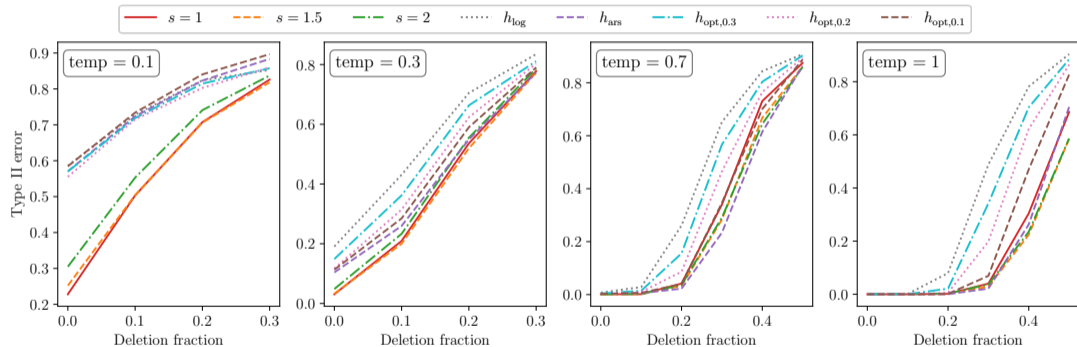 s = 1 s = 1.5 s = 2 h_log h_ars h_opt,0.3 h_opt,0.2 h_opt,0.1
temp = 0.1 temp = 0.3 temp = 0.7 temp = 1
Type II error
0.9
0.8
0.7
0.6
0.5
0.4
0.3
0.2
0.0 0.1 0.2 0.3
Deletion fraction
0.8
0.6
0.4
0.2
0.0
0.0 0.1 0.2 0.3
Deletion fraction
0.8
0.6
0.4
0.2
0.0
0.0 0.2 0.4
Deletion fraction
0.8
0.6
0.4
0.2
0.0
0.0 0.2 0.4
Deletion fraction